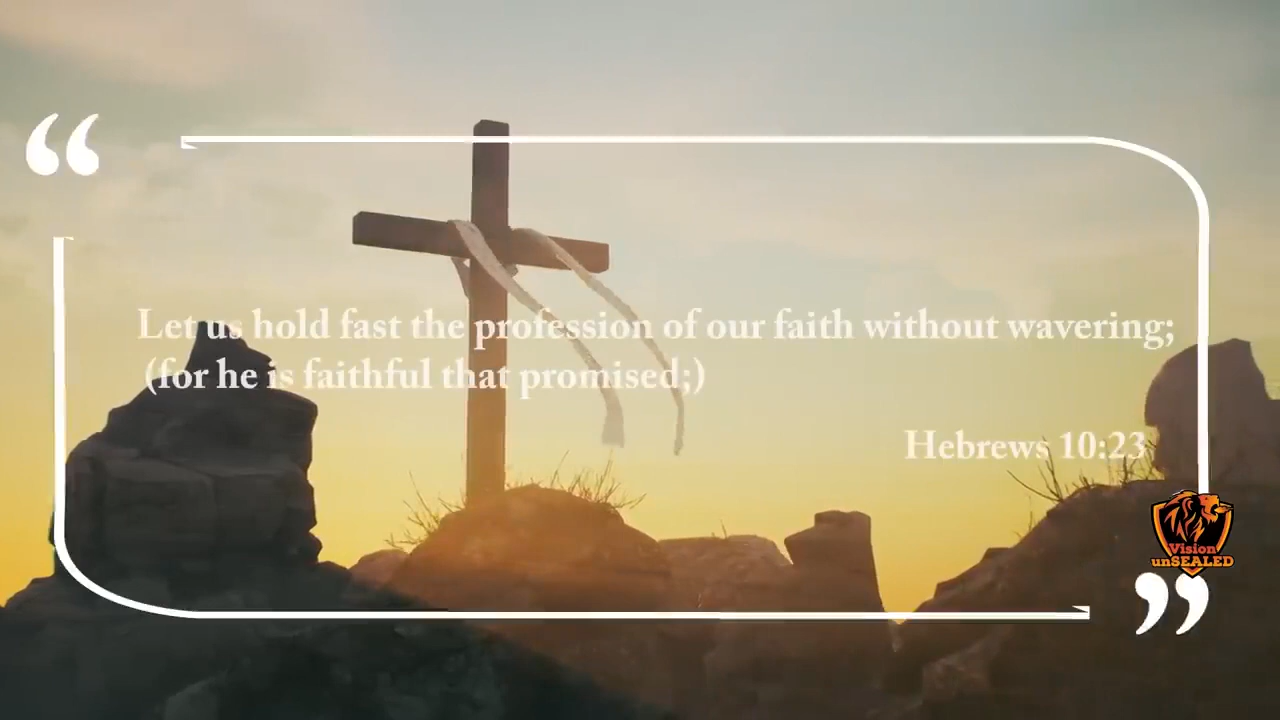 Let us hold fast the profession of our faith without wavering;
(for he is faithful that promised;)
Hebrews 10:23
Vision
unSEALED